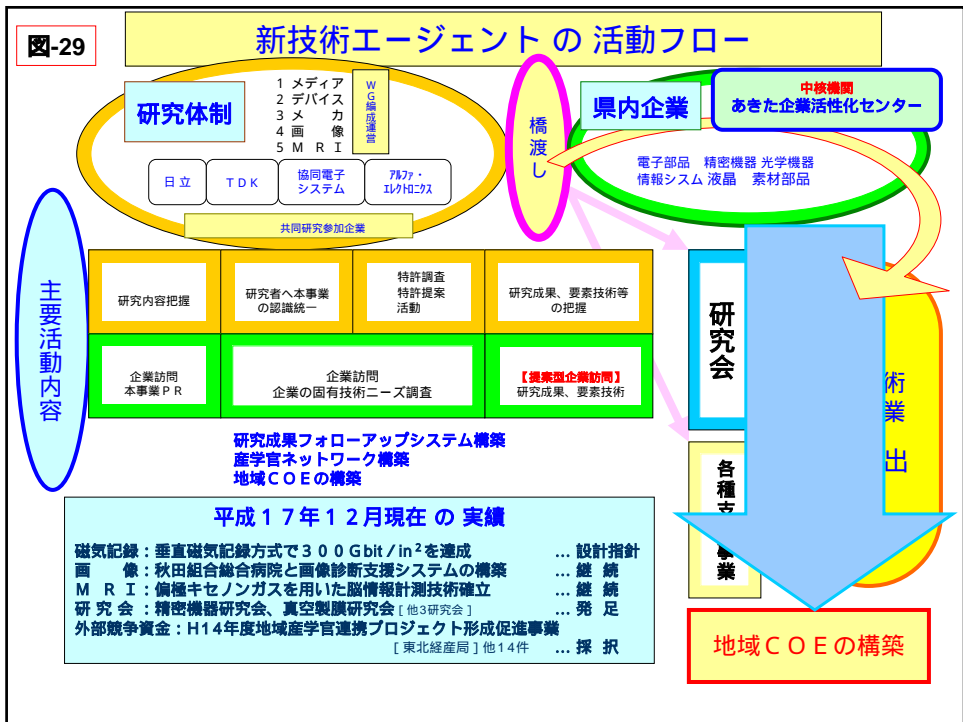 図-29
新技術エージェント の 活動フロー
研究体制
1 メディア
2 デバイス
3 メ カ
4 画 像
5 M R I
WG編成運営
日立
TDK
協同電子
システム
アルファ・
エレクトロニクス
共同研究参加企業
橋渡し
県内企業
中核機関
あきた企業活性化センター
電子部品 精密機器 光学機器
情報シスム 液晶 素材部品
主要活動内容
研究内容把握
研究者へ本事業
の認識統一
特許調査
特許提案
活動
研究成果、要素技術等
の把握
企業訪問
本事業PR
企業訪問
企業の固有技術ニーズ調査
【提案型企業訪問】
研究成果、要素技術
研究会
術
業
出
各種支
事業
研究成果フォローアップシステム構築
産学官ネットワーク構築
地域COEの構築
平成17年12月現在 の 実績
磁気記録:垂直磁気記録方式で300Gbit/in²を達成 … 設計指針
画 像:秋田組合総合病院と画像診断支援システムの構築 … 継 続
M R I:偏極キセノンガスを用いた脳情報計測技術確立 … 継 続
研 究 会:精密機器研究会、真空製膜研究会 [他3研究会] … 発 足
外部競争資金:H14年度地域産学官連携プロジェクト形成促進事業
[東北経産局]他14件 … 採 択
地域COEの構築